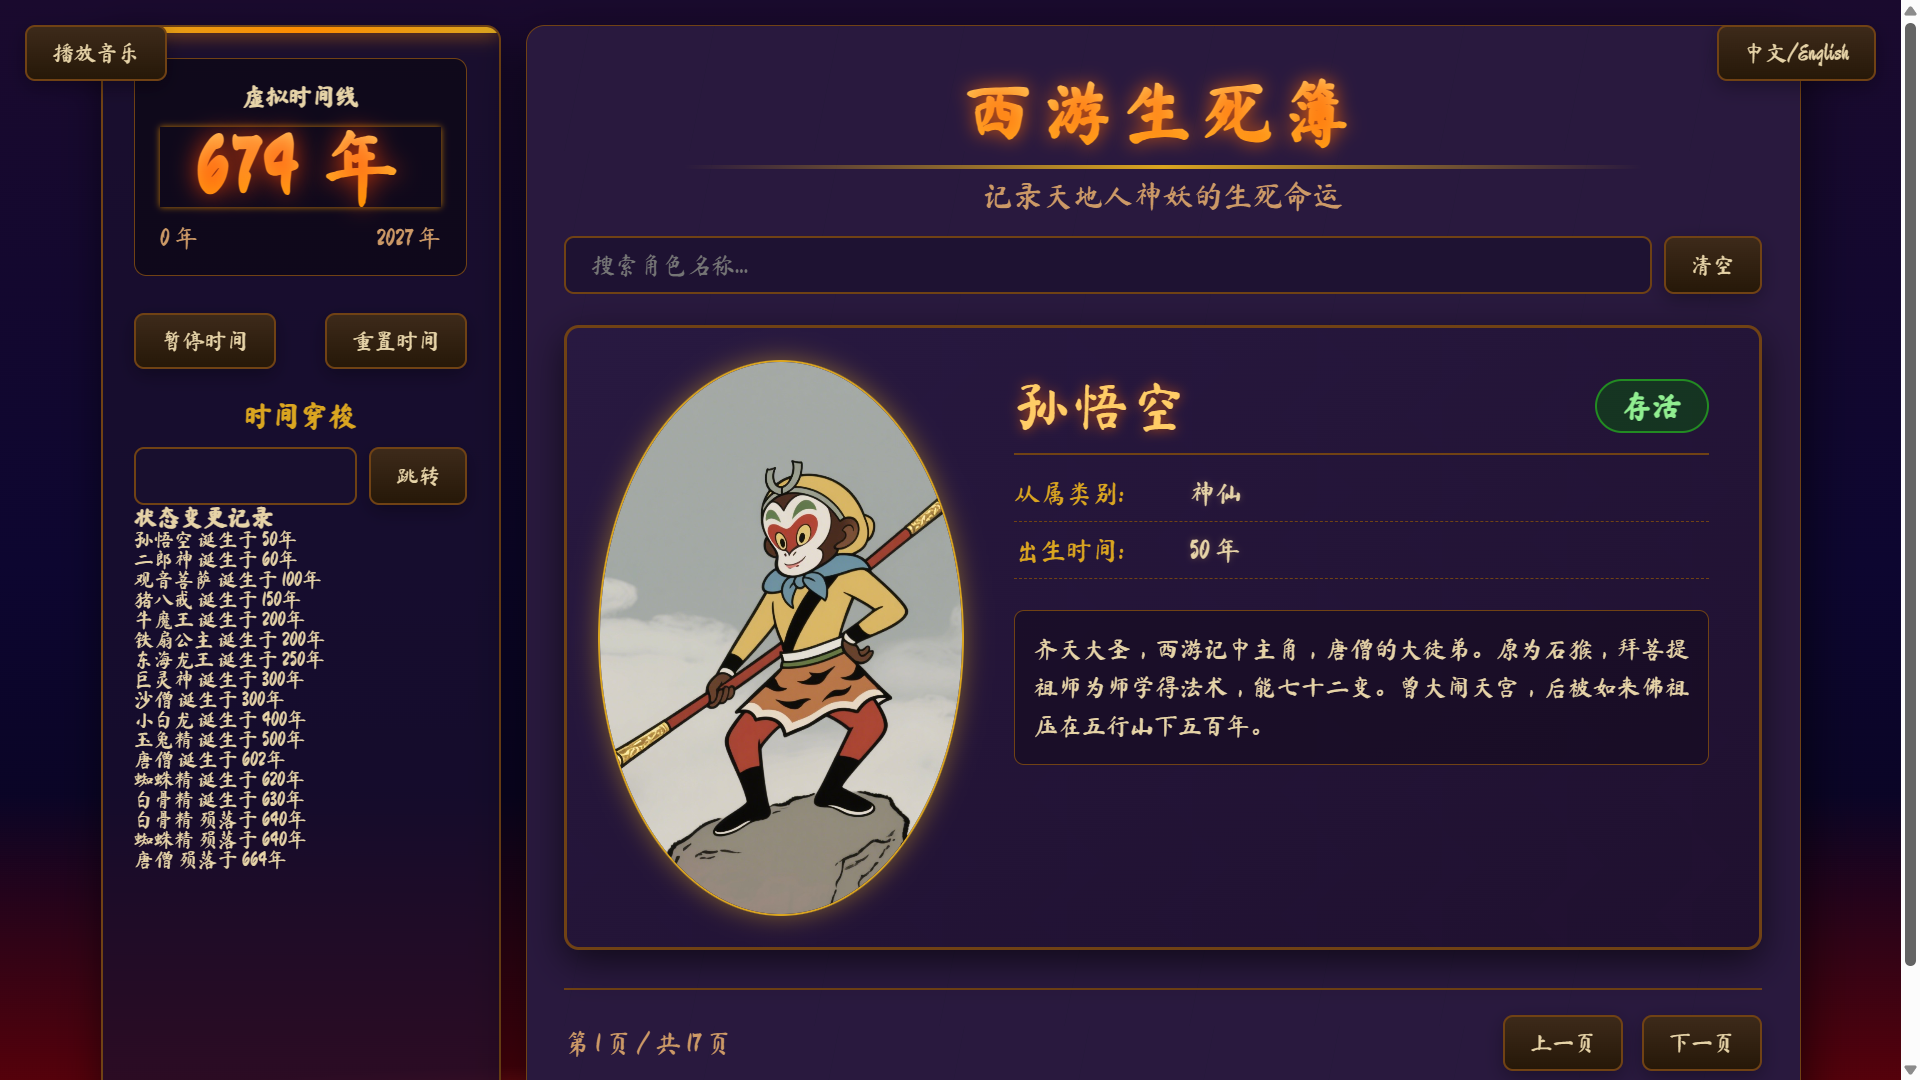 播放音乐
中文/English
虚拟时间线
674 年
0 年
2027 年
暂停时间
重置时间
时间穿梭
跳转
状态变更记录
孙悟空 诞生于 50年
二郎神 诞生于 60年
观音菩萨 诞生于 100年
猪八戒 诞生于 150年
牛魔王 诞生于 200年
铁扇公主 诞生于 200年
东海龙王 诞生于 250年
巨灵神 诞生于 300年
沙僧 诞生于 300年
小白龙 诞生于 400年
玉兔精 诞生于 500年
唐僧 诞生于 602年
蜘蛛精 诞生于 620年
白骨精 诞生于 630年
白骨精 殒落于 640年
蜘蛛精 殒落于 640年
唐僧 殒落于 664年
西游生死簿
记录天地人神妖的生死命运
搜索角色名称...
清空
孙悟空
存活
从属类别:
神仙
出生时间:
50 年
齐天大圣，西游记中主角，唐僧的大徒弟。原为石猴，拜菩提
祖师为师学得法术，能七十二变。曾大闹天宫，后被如来佛祖
压在五行山下五百年。
第 1 页 / 共 17 页
上一页
下一页